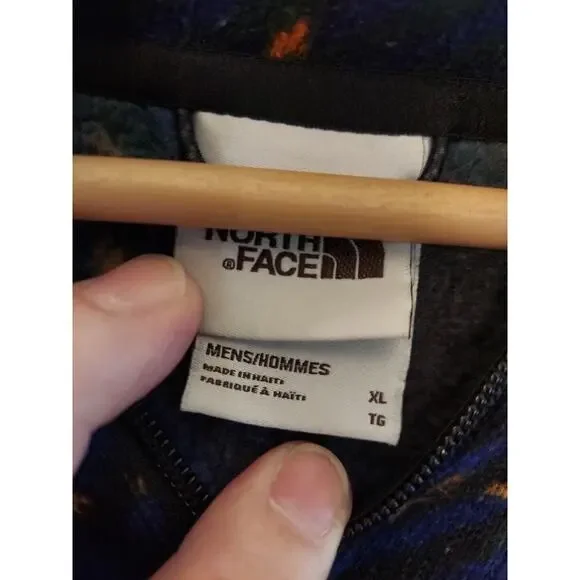 NORTH
®FACE
MENS/HOMMES
MADE IN HAITI
FABRIQUÉ À HAÏTI
XL
TG